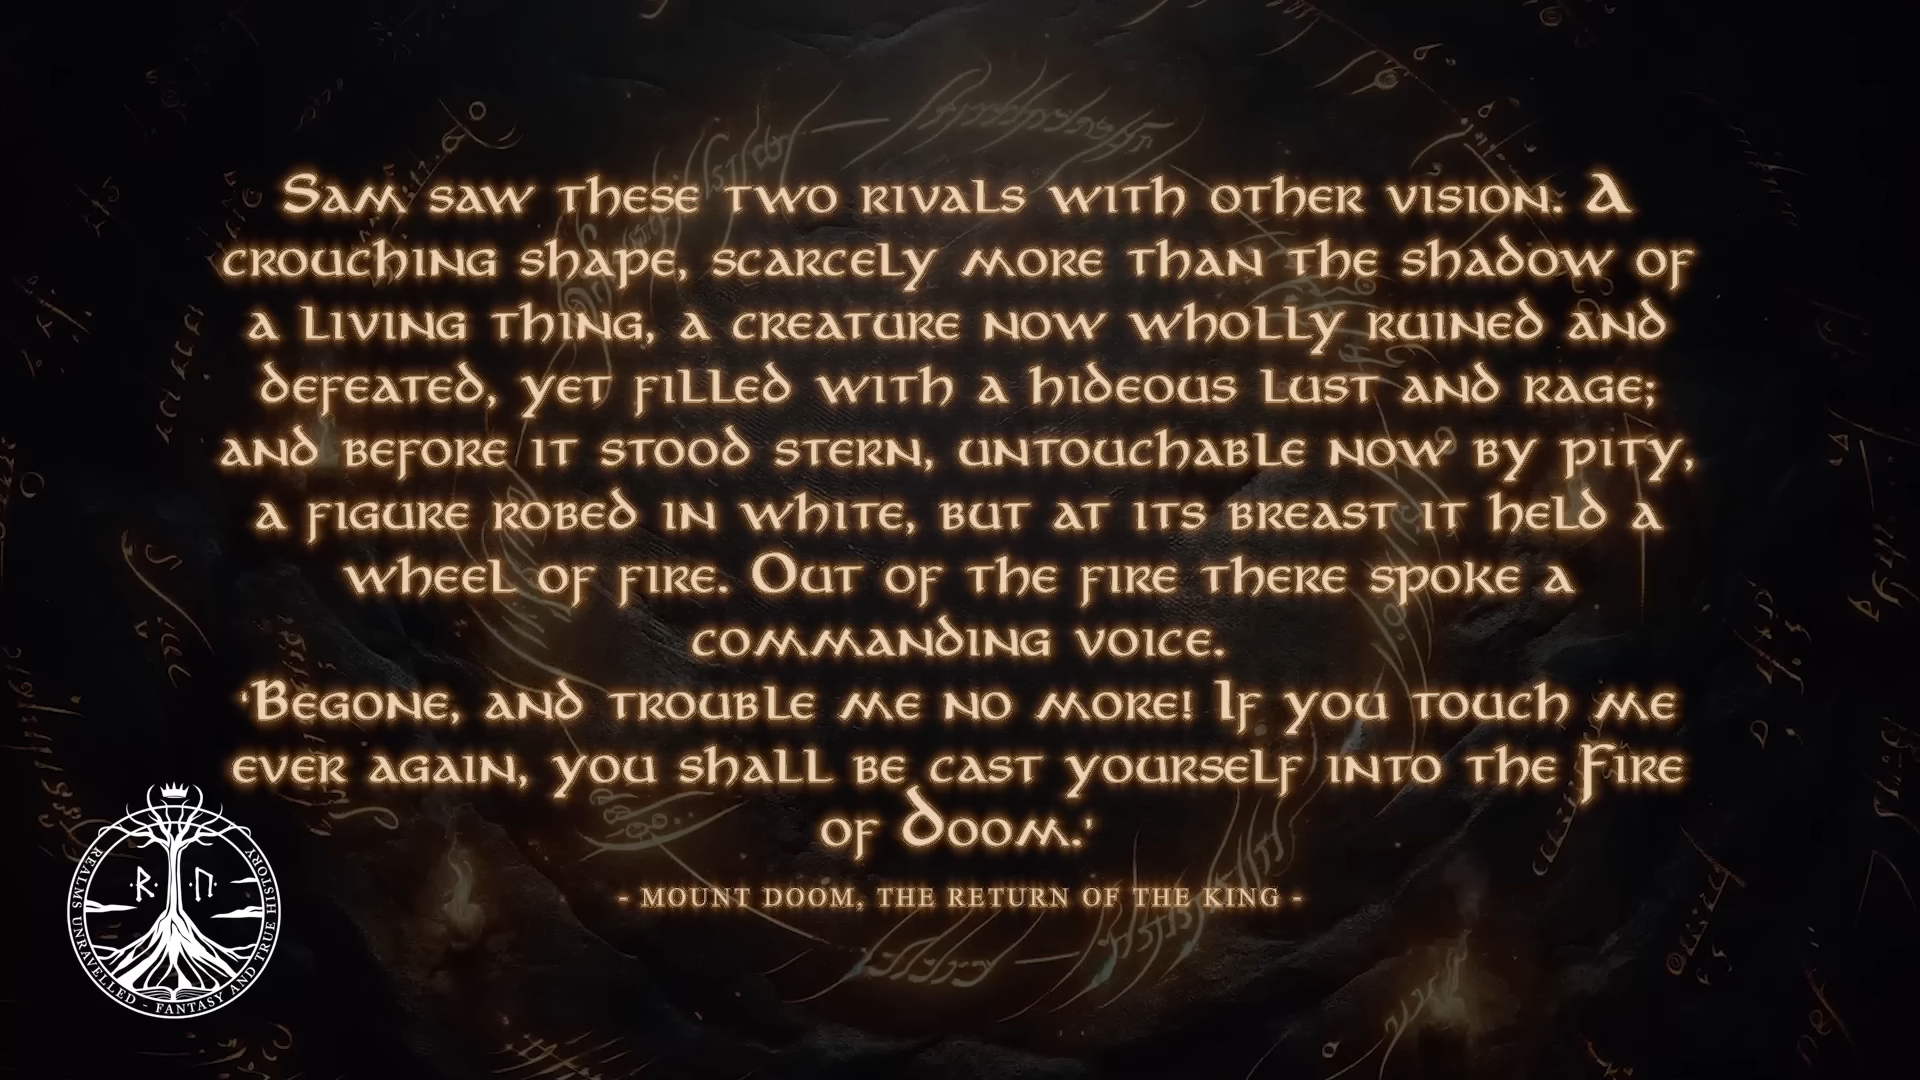 Sam saw these two rivals with other vision. A
crouching shape, scarcely more than the shadow of
a living thing, a creature now wholly ruined and
defeated, yet filled with a hideous lust and rage;
and before it stood stern, untouchable now by pity,
a figure robed in white, but at its breast it held a
wheel of fire. Out of the fire there spoke a
commanding voice.
'Begone, and trouble me no more! If you touch me
ever again, you shall be cast yourself into the Fire
of Doom.'
- MOUNT DOOM, THE RETURN OF THE KING -
REALMS UNRAVELLED - FANTASY AND TRUE HISTORY